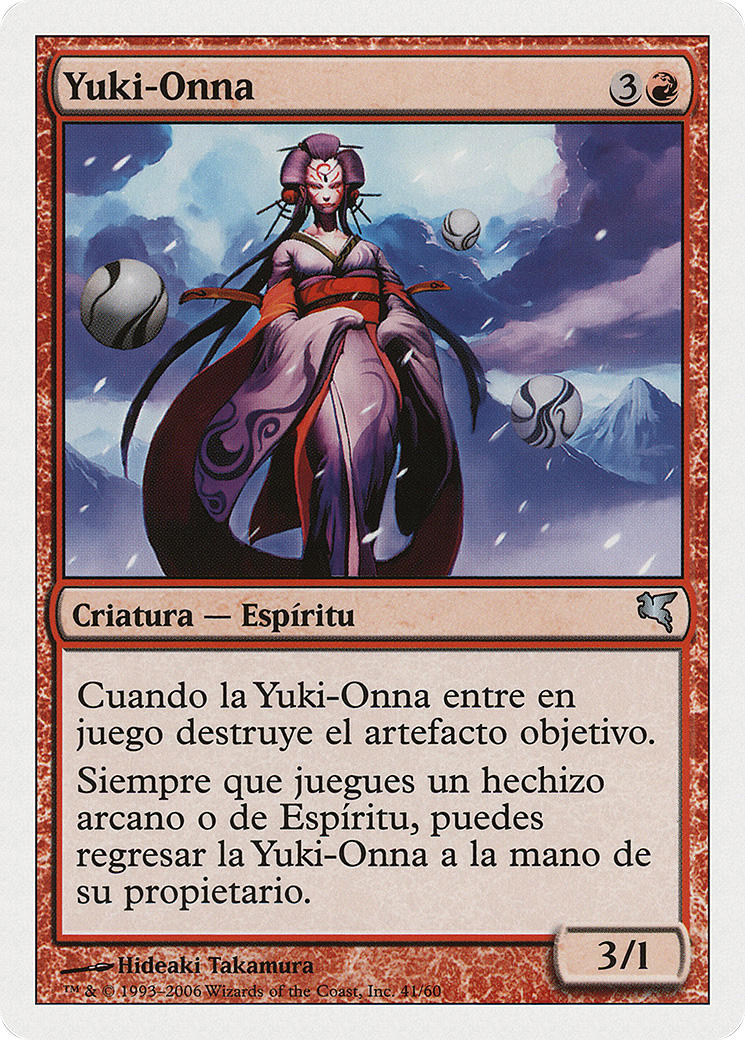 Yuki-Onna
3
Criatura — Espíritu
Cuando la Yuki-Onna entre en
juego destruye el artefacto objetivo.
Siempre que juegues un hechizo
arcano o de Espíritu, puedes
regresar la Yuki-Onna a la mano de
su propietario.
3/1
Hideaki Takamura
™ & © 1993–2006 Wizards of the Coast, Inc. 41/60